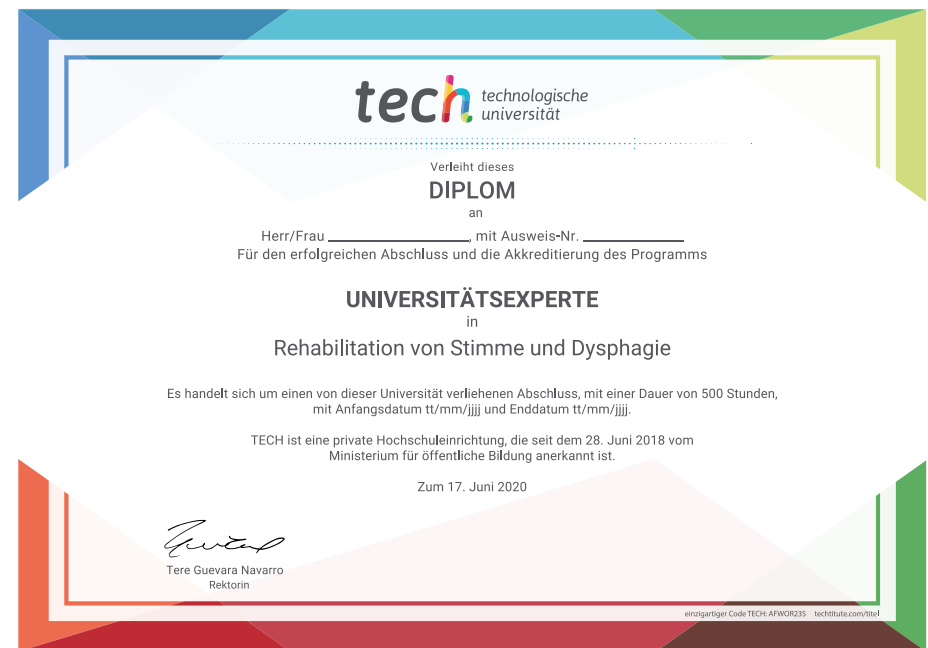 tech technologische
universität
Verleiht dieses
DIPLOM
an
Herr/Frau ____________________, mit Ausweis-Nr. ______________
Für den erfolgreichen Abschluss und die Akkreditierung des Programms
UNIVERSITÄTSEXPERTE
in
Rehabilitation von Stimme und Dysphagie
Es handelt sich um einen von dieser Universität verliehenen Abschluss, mit einer Dauer von 500 Stunden,
mit Anfangsdatum tt/mm/jjjj und Enddatum tt/mm/jjjj.
TECH ist eine private Hochschuleinrichtung, die seit dem 28. Juni 2018 vom
Ministerium für öffentliche Bildung anerkannt ist.
Zum 17. Juni 2020
Tere Guevara Navarro
Rektorin
einzigartiger Code TECH: AFWOR23S techtitute.com/titel